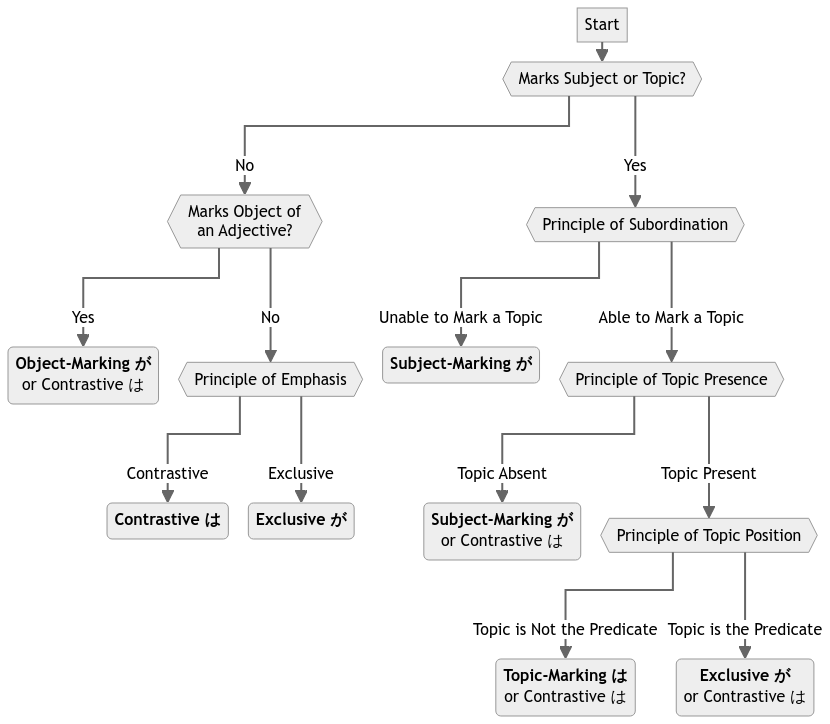 Start
Marks Subject or Topic?
No
Yes
Marks Object of
an Adjective?
Principle of Subordination
Yes
No
Unable to Mark a Topic
Able to Mark a Topic
Object-Marking が
or Contrastive は
Principle of Emphasis
Subject-Marking が
Principle of Topic Presence
Contrastive
Exclusive
Topic Absent
Topic Present
Contrastive は
Exclusive が
Subject-Marking が
or Contrastive は
Principle of Topic Position
Topic is Not the Predicate
Topic is the Predicate
Topic-Marking は
or Contrastive は
Exclusive が
or Contrastive は